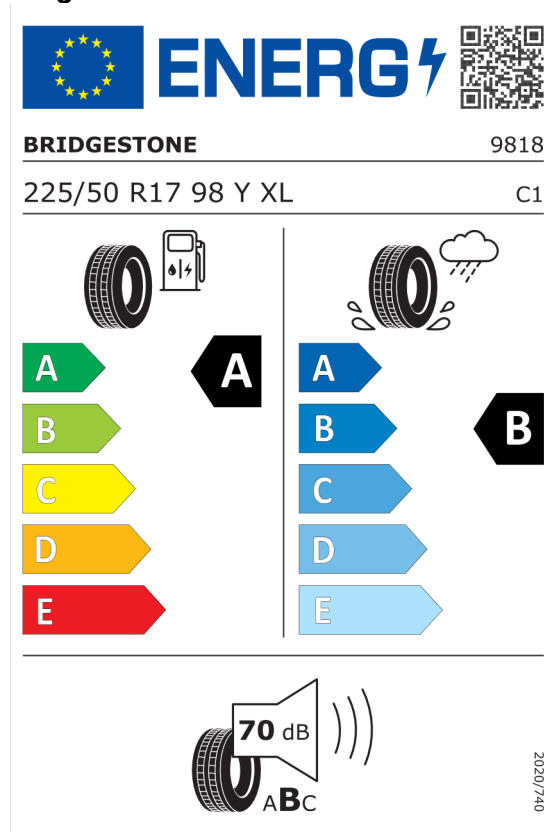 ENERG
BRIDGESTONE 9818
225/50 R17 98 Y XL C1
A A A
B B B
C C
D D
E E
70 dB
ABC
2020/740